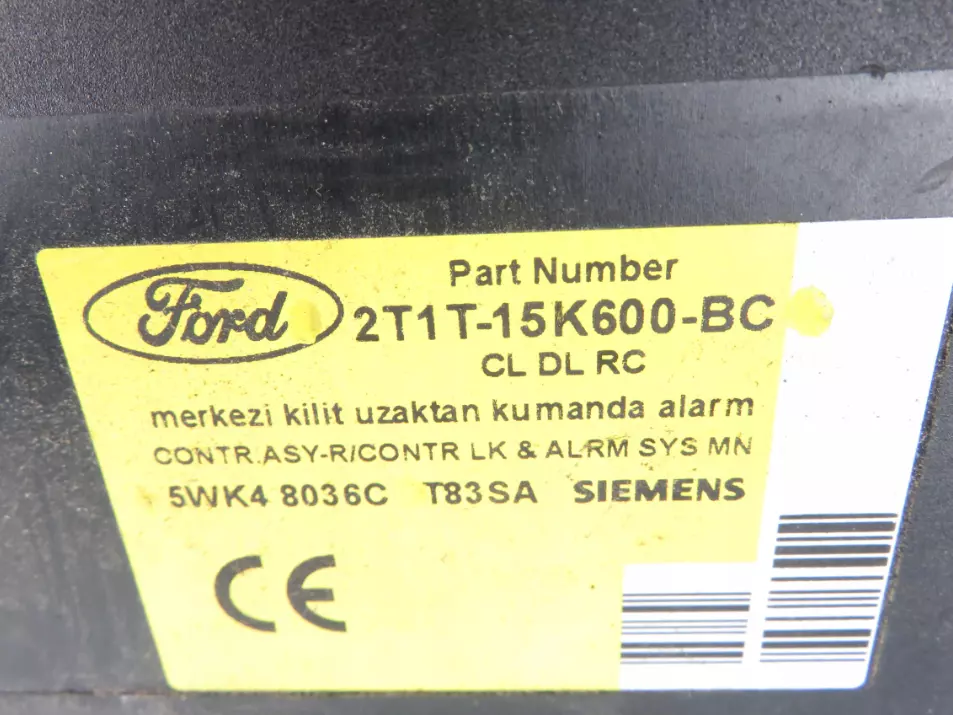 Ford
Part Number
2T1T-15K600-BC
CL DL RC
merkezi kilit uzaktan kumanda alarm
CONTR.ASY-R/CONTR LK & ALRM SYS MN
5WK4 8036C T83SA SIEMENS
CE